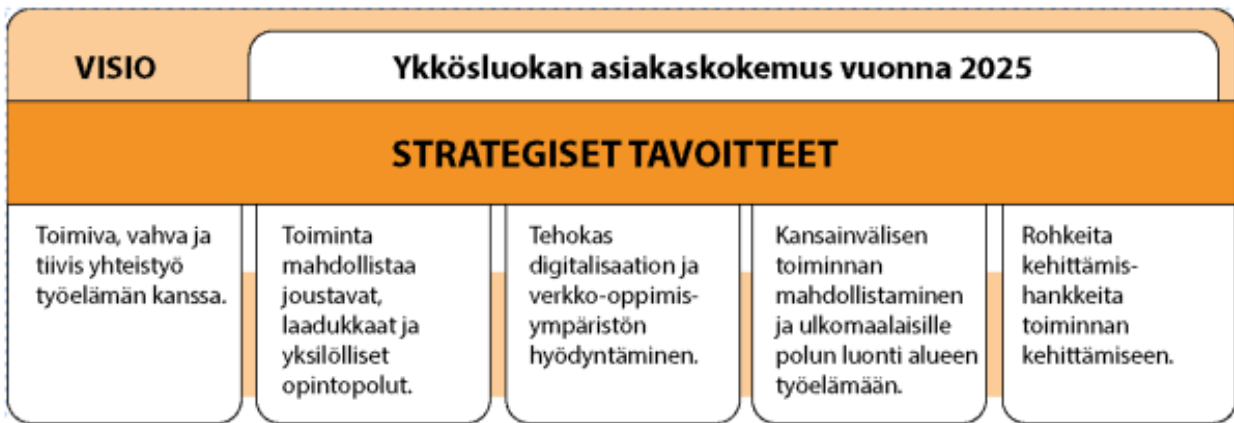 VISIO
Ykkösluokan asiakaskokemus vuonna 2025
STRATEGISET TAVOITTEET
Toimiva, vahva ja
tiivis yhteistyö
työelämän kanssa.
Toiminta
mahdollistaa
joustavat,
laadukkaat ja
yksilölliset
opintopolut.
Tehokas
digitalisaation ja
verkko-oppimis-
ympäristön
hyödyntäminen.
Kansainvälisen
toiminnan
mahdollistaminen
ja ulkomaalaisille
polun luonti alueen
työelämään.
Rohkeita
kehittämis-
hankkeita
toiminnan
kehittämiseen.